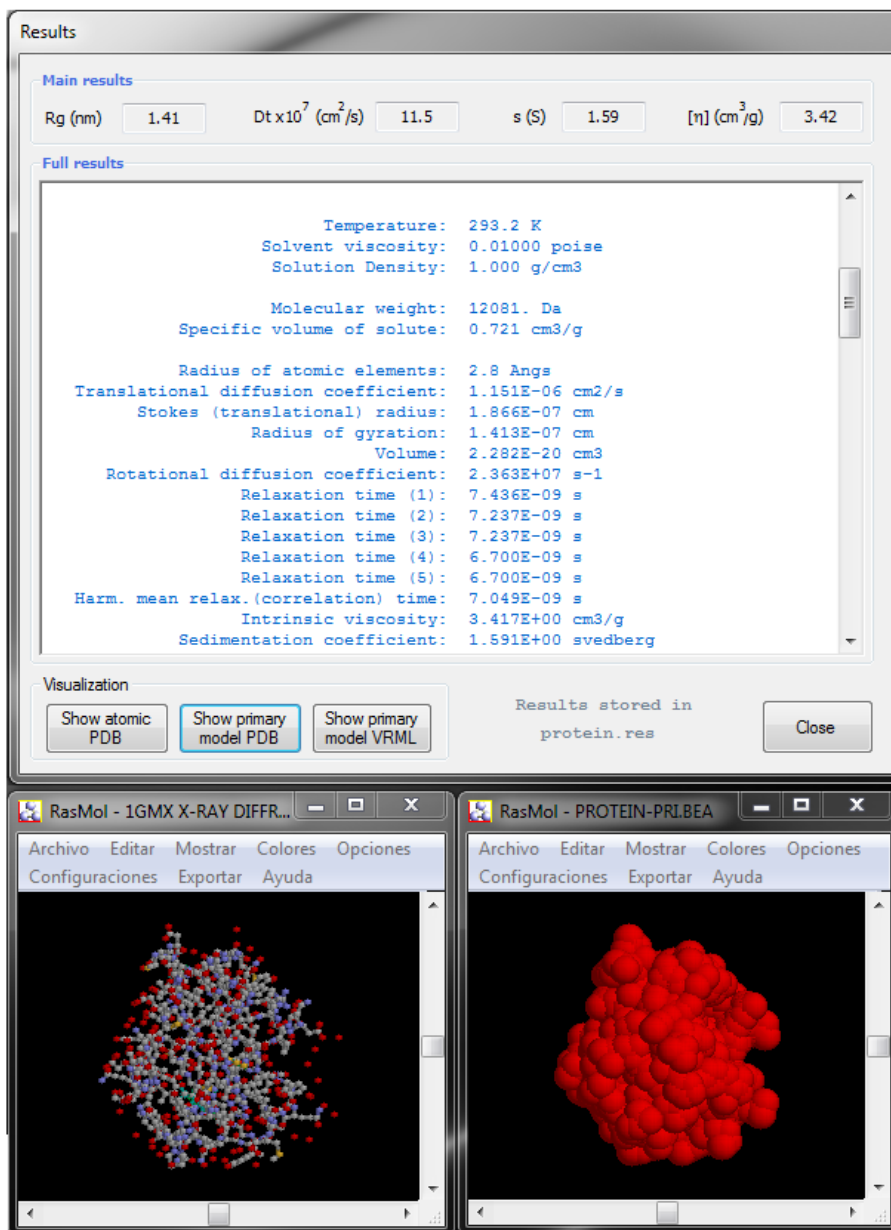 Results
Main results
Rg (nm) 1.41 Dt x10^7 (cm^2/s) 11.5 s (S) 1.59 [η] (cm^3/g) 3.42
Full results
Temperature: 293.2 K
Solvent viscosity: 0.01000 poise
Solution Density: 1.000 g/cm3
Molecular weight: 12081. Da
Specific volume of solute: 0.721 cm3/g
Radius of atomic elements: 2.8 Angs
Translational diffusion coefficient: 1.151E-06 cm2/s
Stokes (translational) radius: 1.866E-07 cm
Radius of gyration: 1.413E-07 cm
Volume: 2.282E-20 cm3
Rotational diffusion coefficient: 2.363E+07 s-1
Relaxation time (1): 7.436E-09 s
Relaxation time (2): 7.237E-09 s
Relaxation time (3): 7.237E-09 s
Relaxation time (4): 6.700E-09 s
Relaxation time (5): 6.700E-09 s
Harm. mean relax.(correlation) time: 7.049E-09 s
Intrinsic viscosity: 3.417E+00 cm3/g
Sedimentation coefficient: 1.591E+00 svedberg
Visualization
Show atomic PDB
Show primary model PDB
Show primary model VRML
Results stored in
protein.res
Close
RasMol - 1GMX X-RAY DIFFR...
Archivo Editar Mostrar Colores Opciones
Configuraciones Exportar Ayuda
RasMol - PROTEIN-PRI.BEA
Archivo Editar Mostrar Colores Opciones
Configuraciones Exportar Ayuda